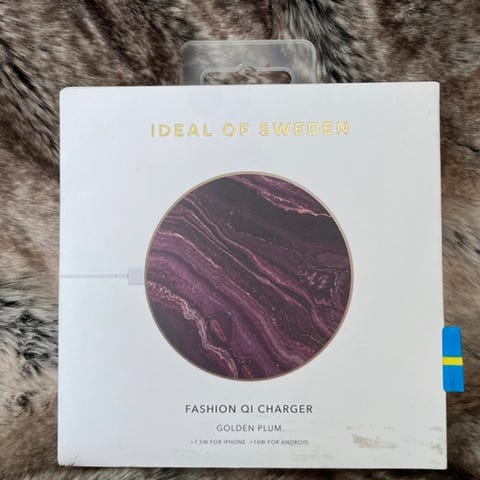 IDEAL OF SWEDEN
FASHION QI CHARGER
GOLDEN PLUM
>7,5W FOR IPHONE >10W FOR ANDROID